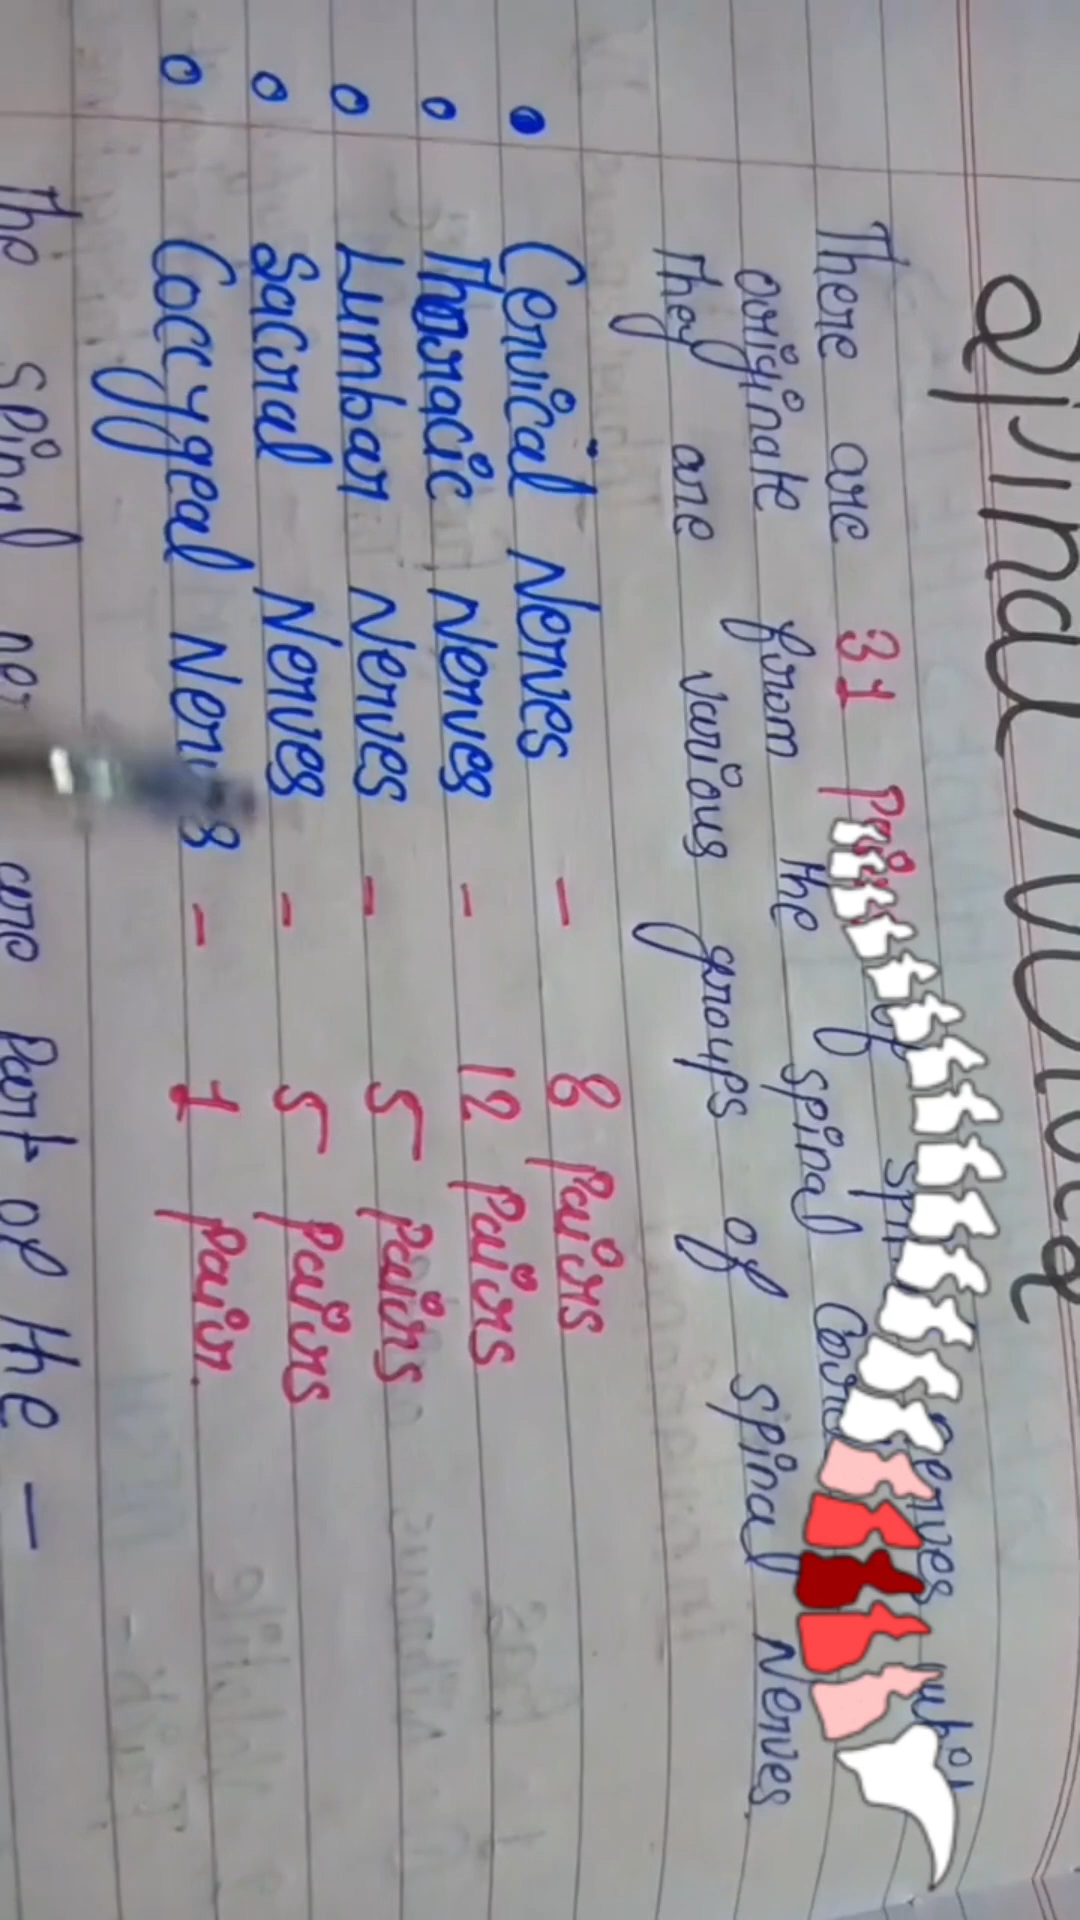 Spinal Nerve
There are 31 Pairs of spinal nerves which
originate from the spinal Cord
They are various groups of spinal Nerves.
Cervical Nerves - 8 Pairs
Thoracic Nerves - 12 Pairs
Lumbar Nerves - 5 Pairs
Sacral Nerves - 5 Pairs
Coccygeal Nerves - 1 Pair.
The spinal are Part of the -